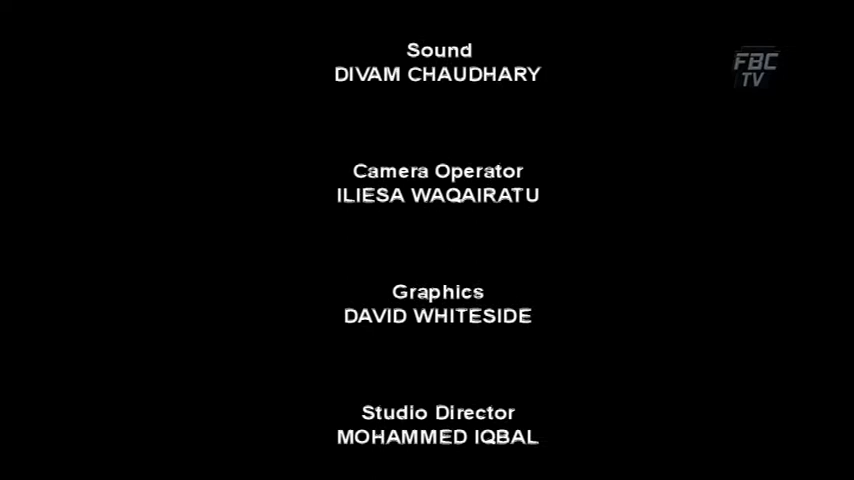 Sound
DIVAM CHAUDHARY
FBC
TV
Camera Operator
ILIESA WAQAIRATU
Graphics
DAVID WHITESIDE
Studio Director
MOHAMMED IQBAL